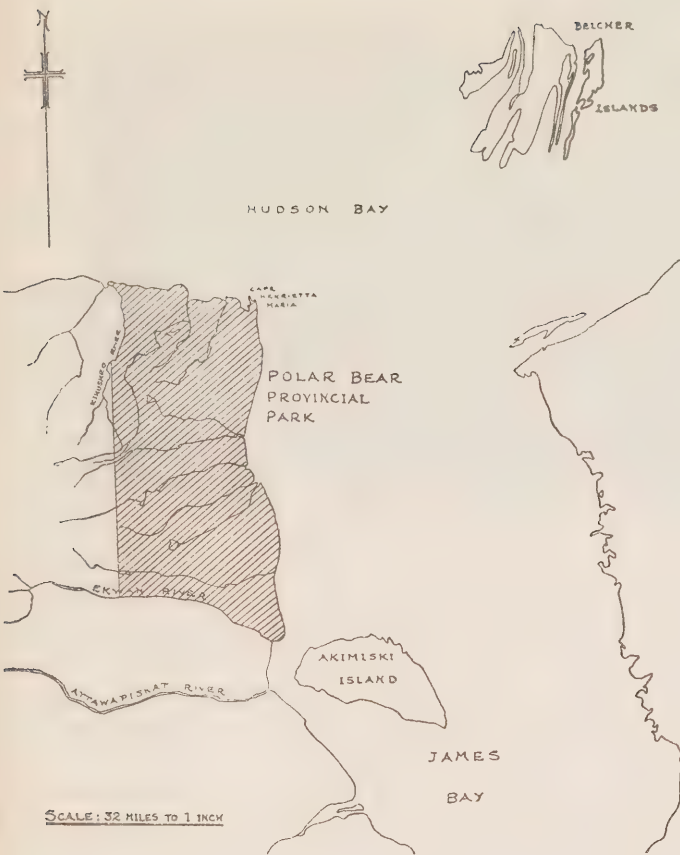 N
BELCHER
ISLANDS
HUDSON BAY
CAPE
HENRIETTA
MARIA
POLAR BEAR
PROVINCIAL
PARK
EKWAN RIVER
AKIMISKI
ISLAND
ATTAWAPISKAT RIVER
JAMES
BAY
SCALE: 32 MILES TO 1 INCH